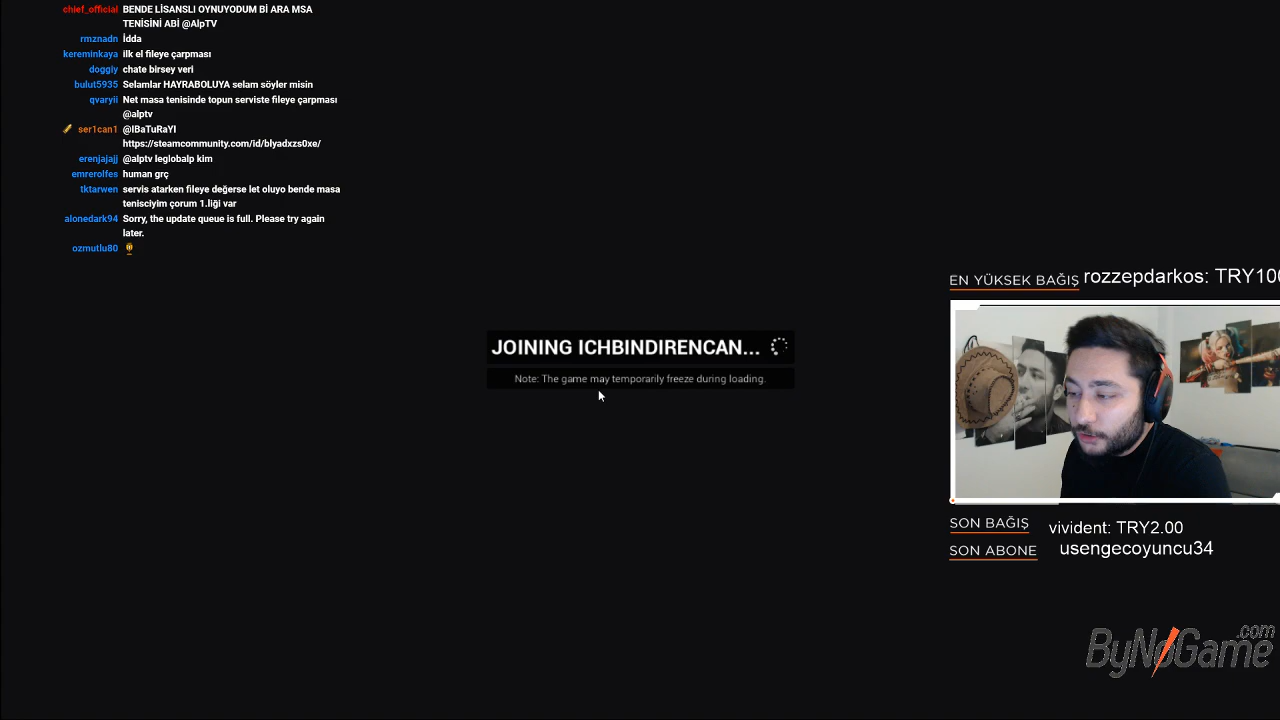 chief_official BENDE LİSANSLI OYNUYODUM Bİ ARA MSA
TENİSİNİ ABİ @AlpTV
rmznadn İdda
kereminkaya ilk el fileye çarpması
doggiy chate birsey veri
bulut5935 Selamlar HAYRABOLUYA selam söyler misin
qvaryii Net masa tenisinde topun serviste fileye çarpması
@alptv
ser1can1 @IBaTuRaYI
https://steamcommunity.com/id/blyadxzs0xe/
erenjajajj @alptv leglobalp kim
emrerolfes human grç
tktarwen servis atarken fileye değerse let oluyo bende masa
tenisciyim çorum 1.liği var
alonedark94 Sorry, the update queue is full. Please try again
later.
ozmutlu80
JOINING ICHBINDIRENCAN...
Note: The game may temporarily freeze during loading.
EN YÜKSEK BAĞIŞ rozzepdarkos: TRY100
SON BAĞIŞ vivident: TRY2.00
SON ABONE usengecoyuncu34
ByNoGame.com